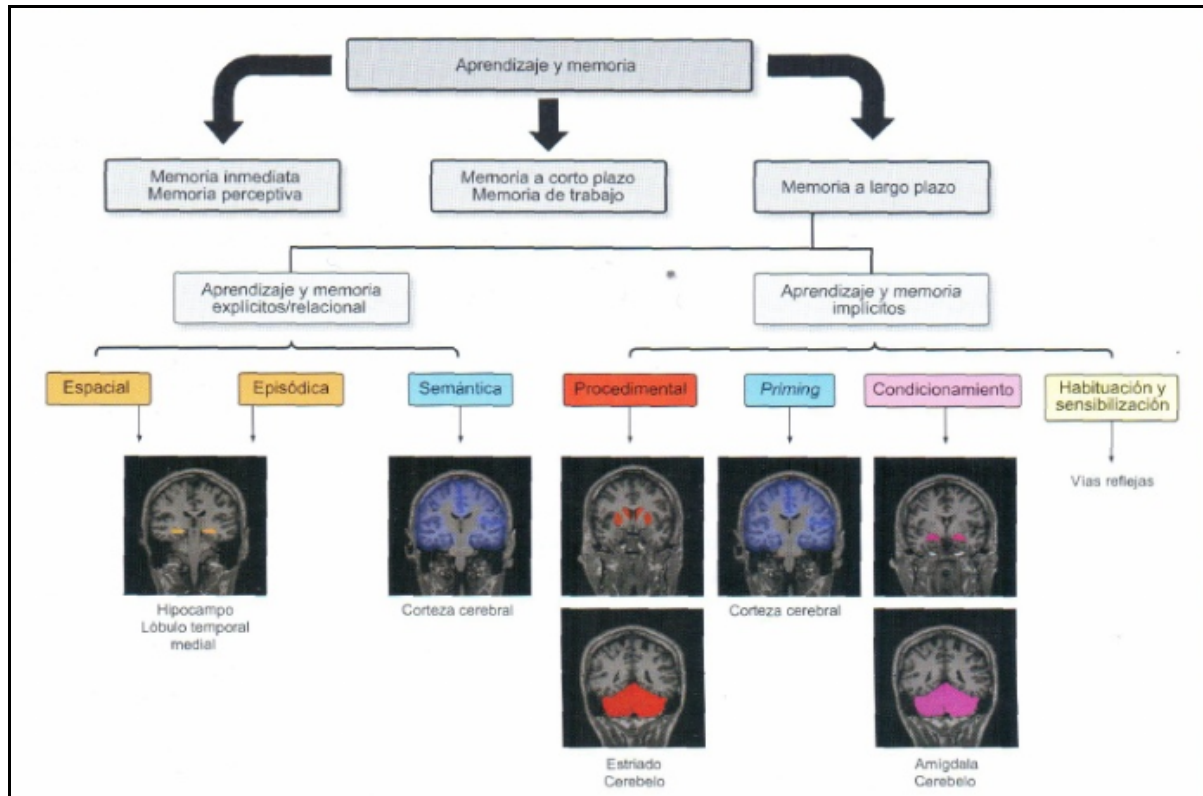 Aprendizaje y memoria
Memoria inmediata
Memoria perceptiva
Memoria a corto plazo
Memoria de trabajo
Memoria a largo plazo
Aprendizaje y memoria
explícitos/relacional
Aprendizaje y memoria
implícitos
Espacial
Episódica
Semántica
Procedimental
Priming
Condicionamiento
Habituación y
sensibilización
Vías reflejas
Hipocampo
Lóbulo temporal
medial
Corteza cerebral
Corteza cerebral
Estriado
Cerebelo
Amígdala
Cerebelo